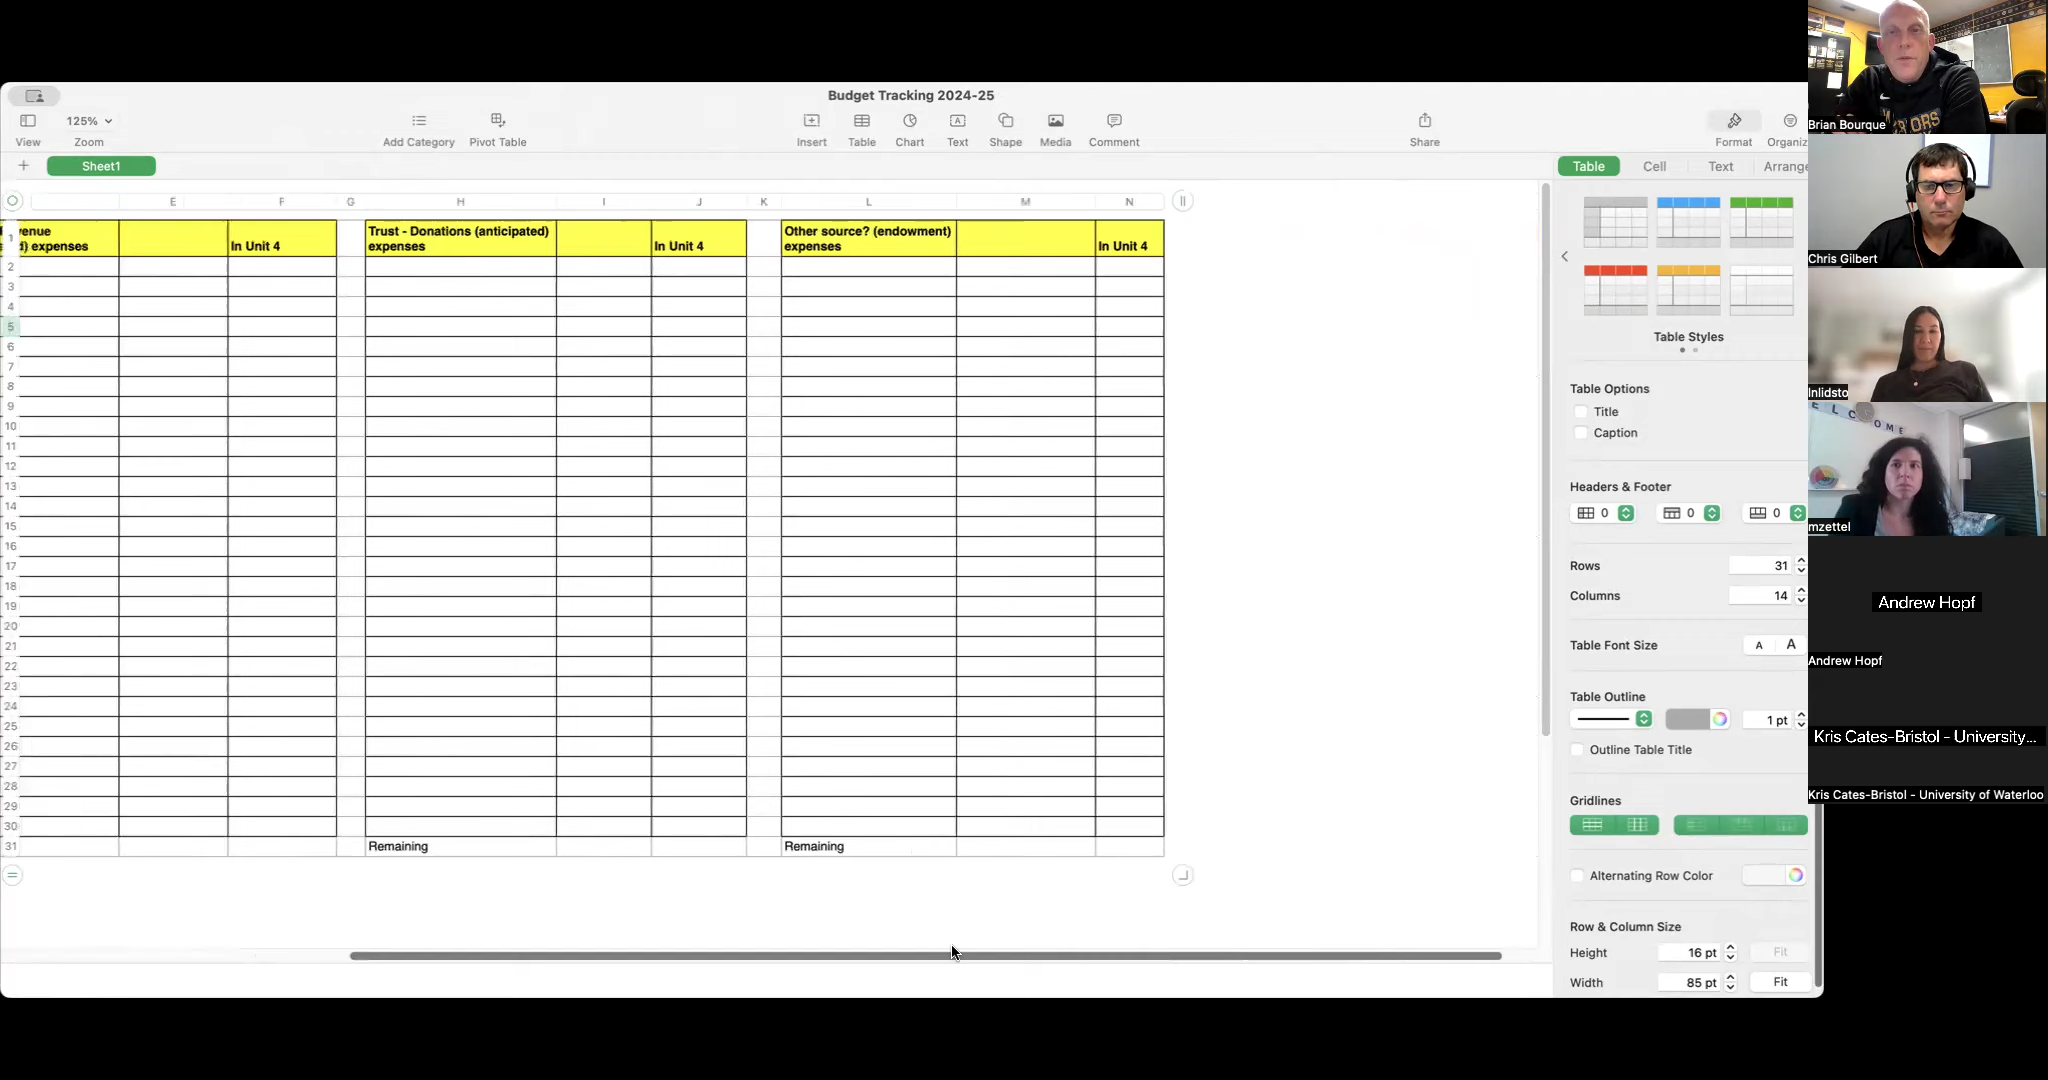 Budget Tracking 2024-25
125%
View
Zoom
Add Category
Pivot Table
Insert
Table
Chart
Text
Shape
Media
Comment
Share
Format
Organiz
Sheet1
Table
Cell
Text
Arrange
E F G H I J K L M N
1
venue
d) expenses
In Unit 4
Trust - Donations (anticipated)
expenses
In Unit 4
Other source? (endowment)
expenses
In Unit 4
2
3
4
5
6
7
8
9
10
11
12
13
14
15
16
17
18
19
20
21
22
23
24
25
26
27
28
29
30
31
Remaining
Remaining
Table Styles
Table Options
Title
Caption
Headers & Footer
0
0
0
Rows
31
Columns
14
Table Font Size
A A
Table Outline
1 pt
Outline Table Title
Gridlines
Alternating Row Color
Row & Column Size
Height
16 pt
Fit
Width
85 pt
Fit
Brian Bourque
Chris Gilbert
lnlidsto
WELCOME
mzettel
Andrew Hopf
Andrew Hopf
Kris Cates-Bristol - University...
Kris Cates-Bristol - University of Waterloo